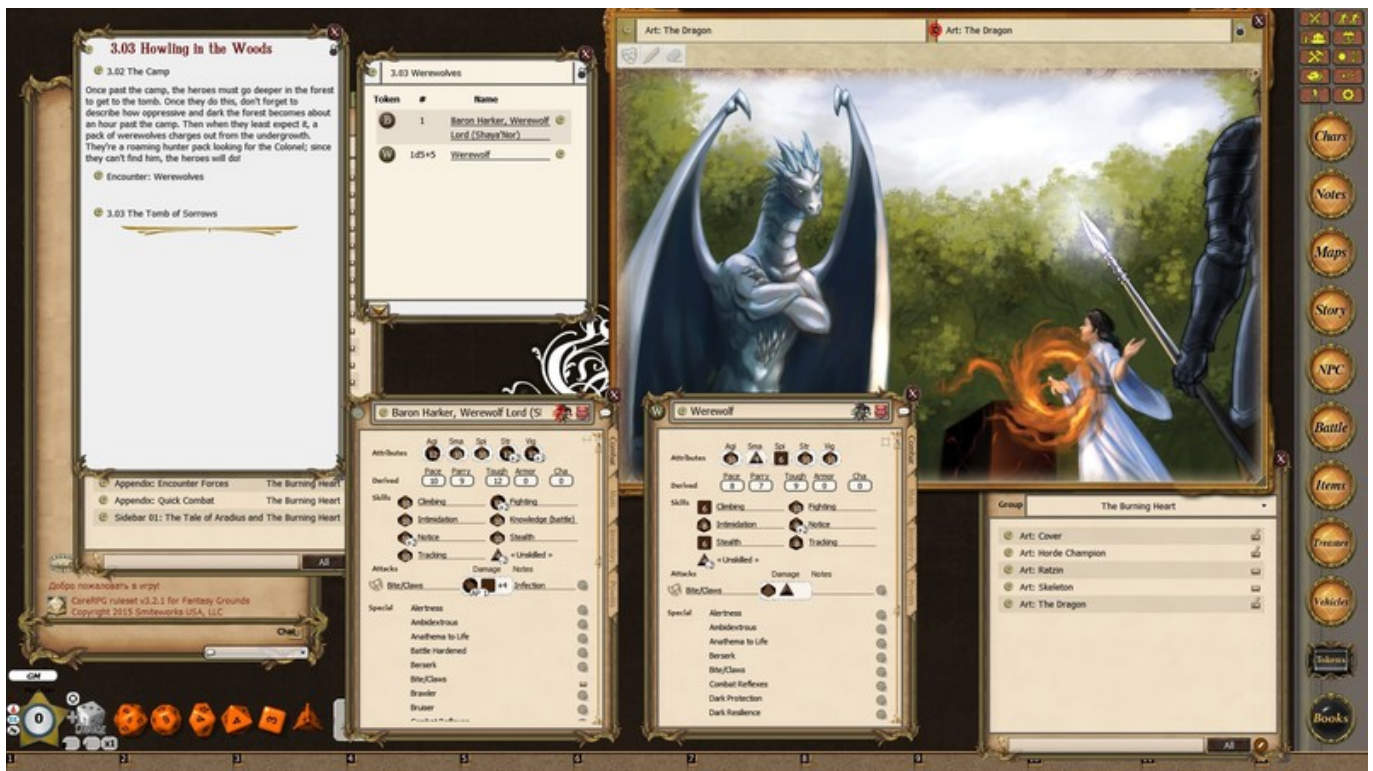 3.03 Howling in the Woods
3.02 The Camp
Once past the camp, the heroes must go deeper in the forest
to get to the tomb. Once they do this, don't forget to
describe how oppressive and dark the forest becomes about
an hour past the camp. Then when they least expect it, a
pack of werewolves charges out from the undergrowth.
They're a roaming hunter pack looking for the Colonel; since
they can't find him, the heroes will do!
Encounter: Werewolves
3.03 The Tomb of Sorrows
Appendix: Encounter Forces The Burning Heart
Appendix: Quick Combat The Burning Heart
Sidebar 01: The Tale of Aradius and The Burning Heart
All
Добро пожаловать в игру!
CoreRPG ruleset v3.2.1 for Fantasy Grounds
Copyright 2015 Smiteworks USA, LLC
Chat
GM
0
x1
3.03 Werewolves
Token # Name
1 Baron Harker, Werewolf
Lord (Shaya'Nor)
W 1d5+5 Werewolf
Art: The Dragon
Art: The Dragon
Baron Harker, Werewolf Lord (S
Agi Sma Spi Str Vig
Attributes
Pace Parry Tough Armor Cha
Derived 10 9 12 0 0
Skills
Climbing Fighting
Intimidation Knowledge (battle)
Notice Stealth
Tracking « Unskilled »
Attacks Damage Notes
Bite/Claws +4 Infection
Special Alertness
Ambidextrous
Anathema to Life
Battle Hardened
Berserk
Bite/Claws
Brawler
Bruiser
Combat Reflexes
Combat
W Werewolf
Agi Sma Spi Str Vig
Attributes
Pace Parry Tough Armor Cha
Derived 8 7 9 0 0
Skills
Climbing Fighting
Intimidation Notice
Stealth Tracking
« Unskilled »
Attacks Damage Notes
Bite/Claws
Special Alertness
Ambidextrous
Anathema to Life
Berserk
Bite/Claws
Combat Reflexes
Dark Protection
Dark Resilience
Combat
Group The Burning Heart
Art: Cover
Art: Horde Champion
Art: Ratzin
Art: Skeleton
Art: The Dragon
All
Chars
Notes
Maps
Story
NPC
Battle
Items
Treasure
Vehicles
Tokens
Books
1 2 3 4 5 7 8 9